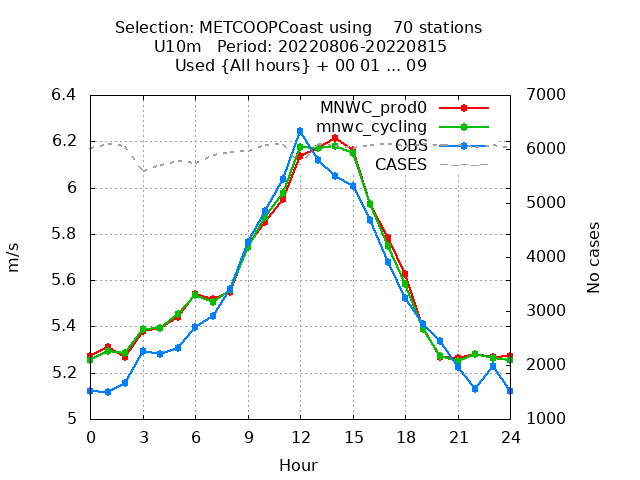 Selection: METCOOPCoast using    70 stations
U10m   Period: 20220806-20220815
Used {All hours} + 00 01 ... 09
6.4
6.2
6
5.8
5.6
5.4
5.2
5
m/s
7000
6000
5000
4000
3000
2000
1000
No cases
MNWC_prod0
mnwc_cycling
OBS
CASES
0 3 6 9 12 15 18 21 24
Hour